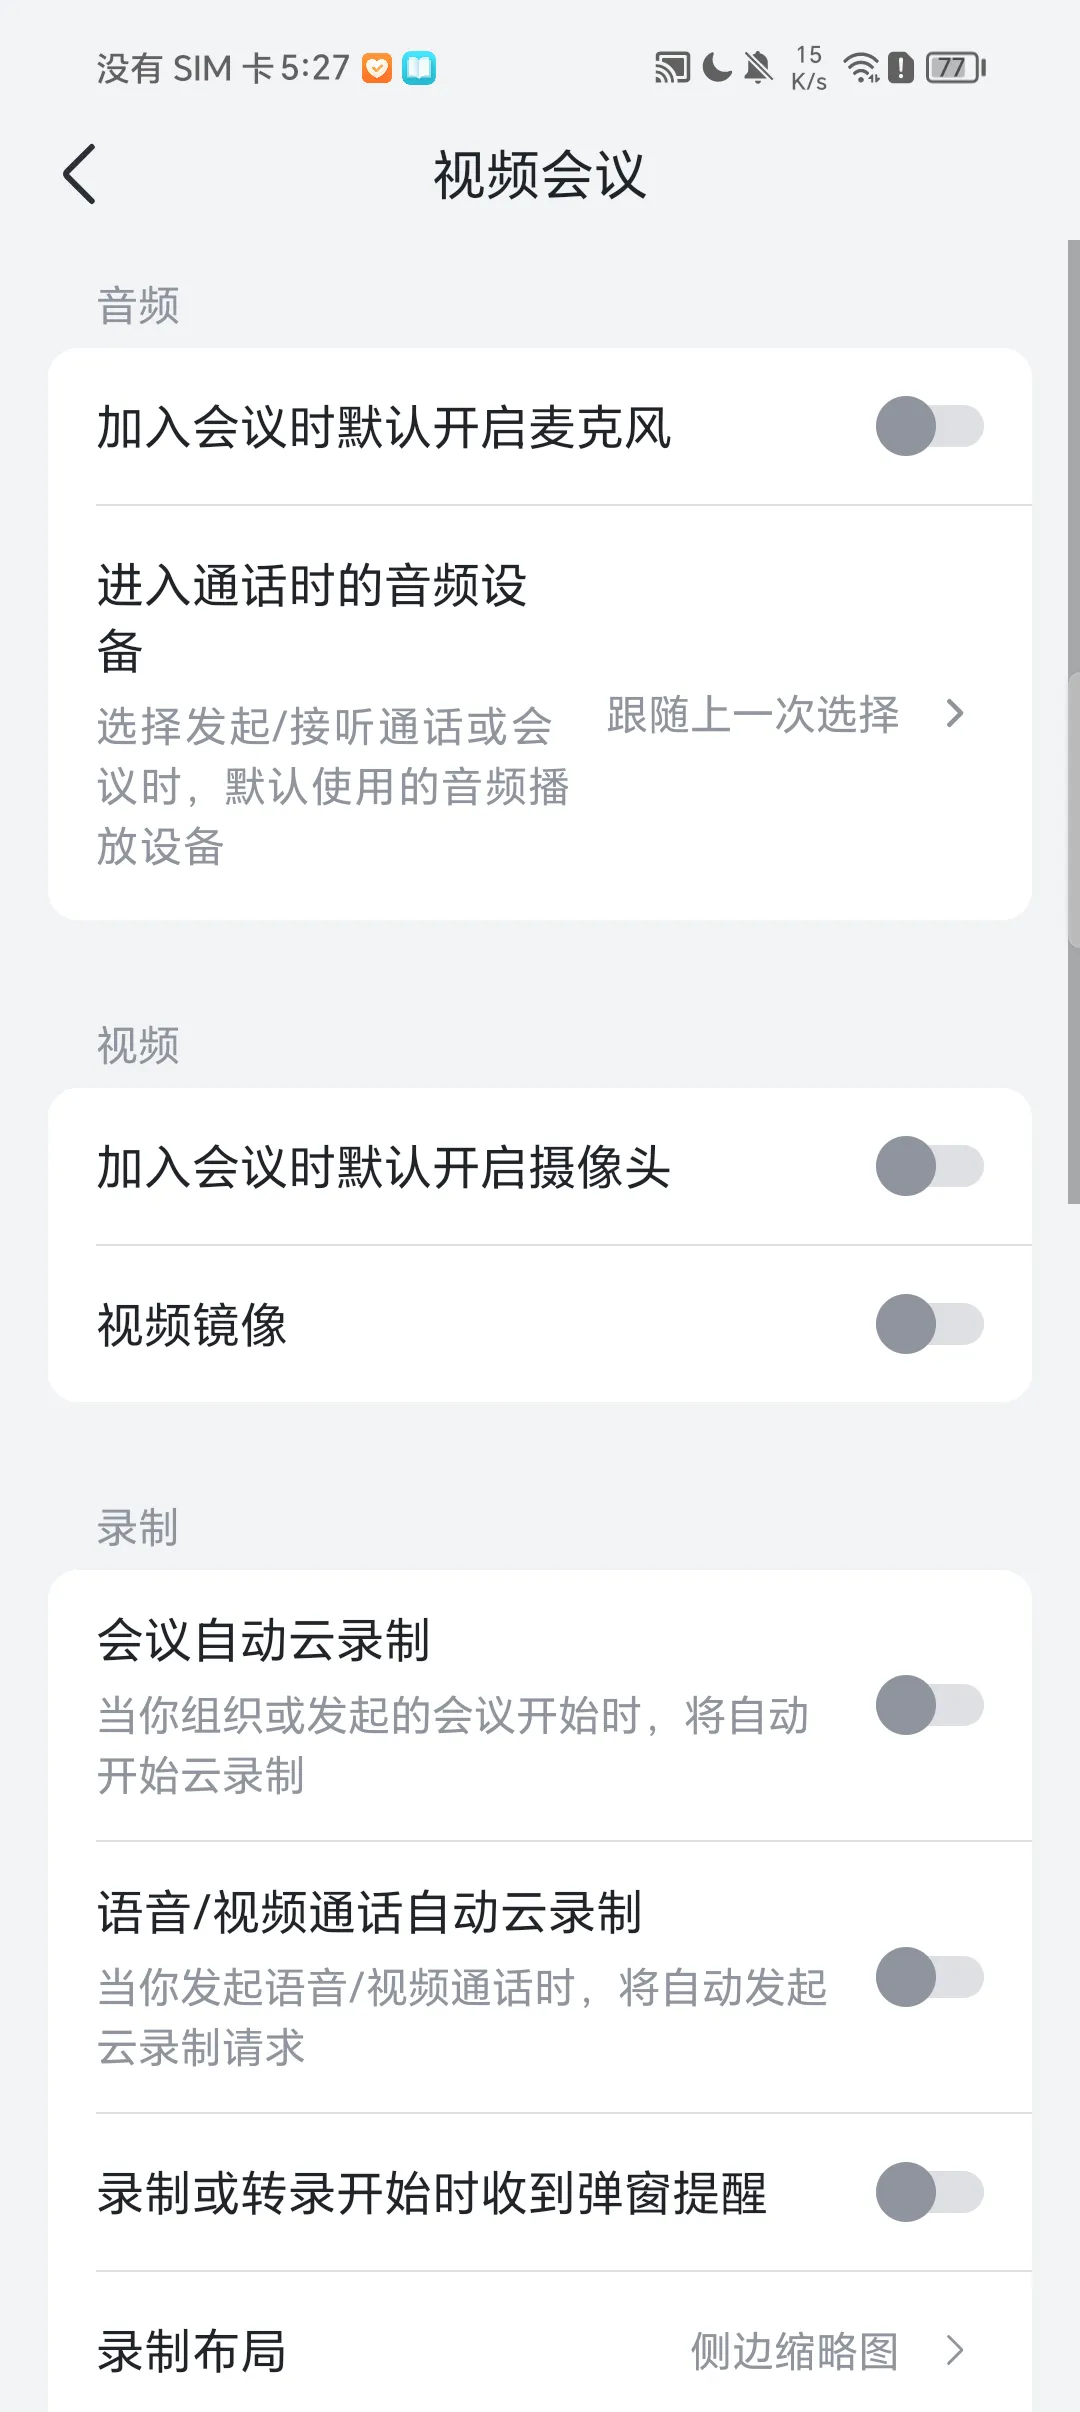 没有 SIM 卡 5:27
15
K/s
77
视频会议
音频
加入会议时默认开启麦克风
进入通话时的音频设
备
选择发起/接听通话或会
议时，默认使用的音频播
放设备
跟随上一次选择
视频
加入会议时默认开启摄像头
视频镜像
录制
会议自动云录制
当你组织或发起的会议开始时，将自动
开始云录制
语音/视频通话自动云录制
当你发起语音/视频通话时，将自动发起
云录制请求
录制或转录开始时收到弹窗提醒
录制布局
侧边缩略图